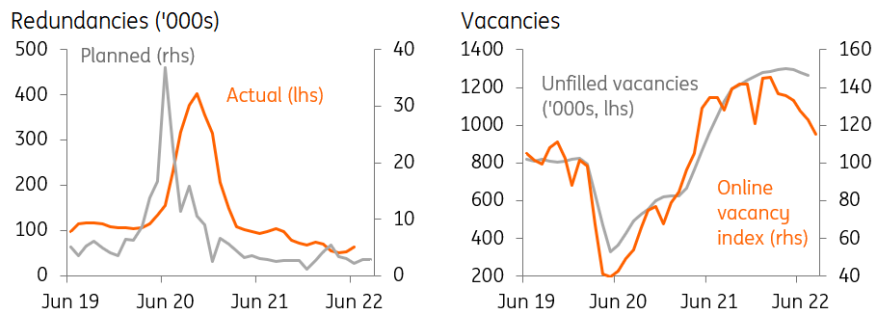 Redundancies ('000s)
500
400
300
200
100
0
Planned (rhs)
Actual (lhs)
40
30
20
10
0
Jun 19
Jun 20
Jun 21
Jun 22
Vacancies
1400
1200
1000
800
600
400
200
Unfilled vacancies
('000s, lhs)
Online
vacancy
index (rhs)
160
140
120
100
80
60
40
Jun 19
Jun 20
Jun 21
Jun 22